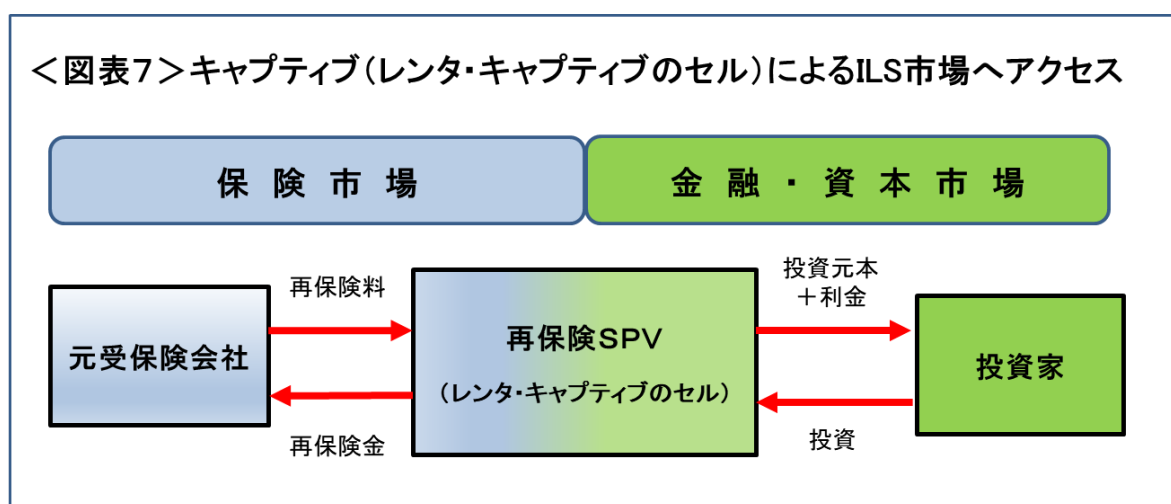 ＜図表７＞キャプティブ（レンタ・キャプティブのセル）によるILS市場へアクセス
保険市場
金融・資本市場
再保険料
投資元本
＋利金
元受保険会社
再保険ＳＰＶ
（レンタ・キャプティブのセル）
投資家
再保険金
投資